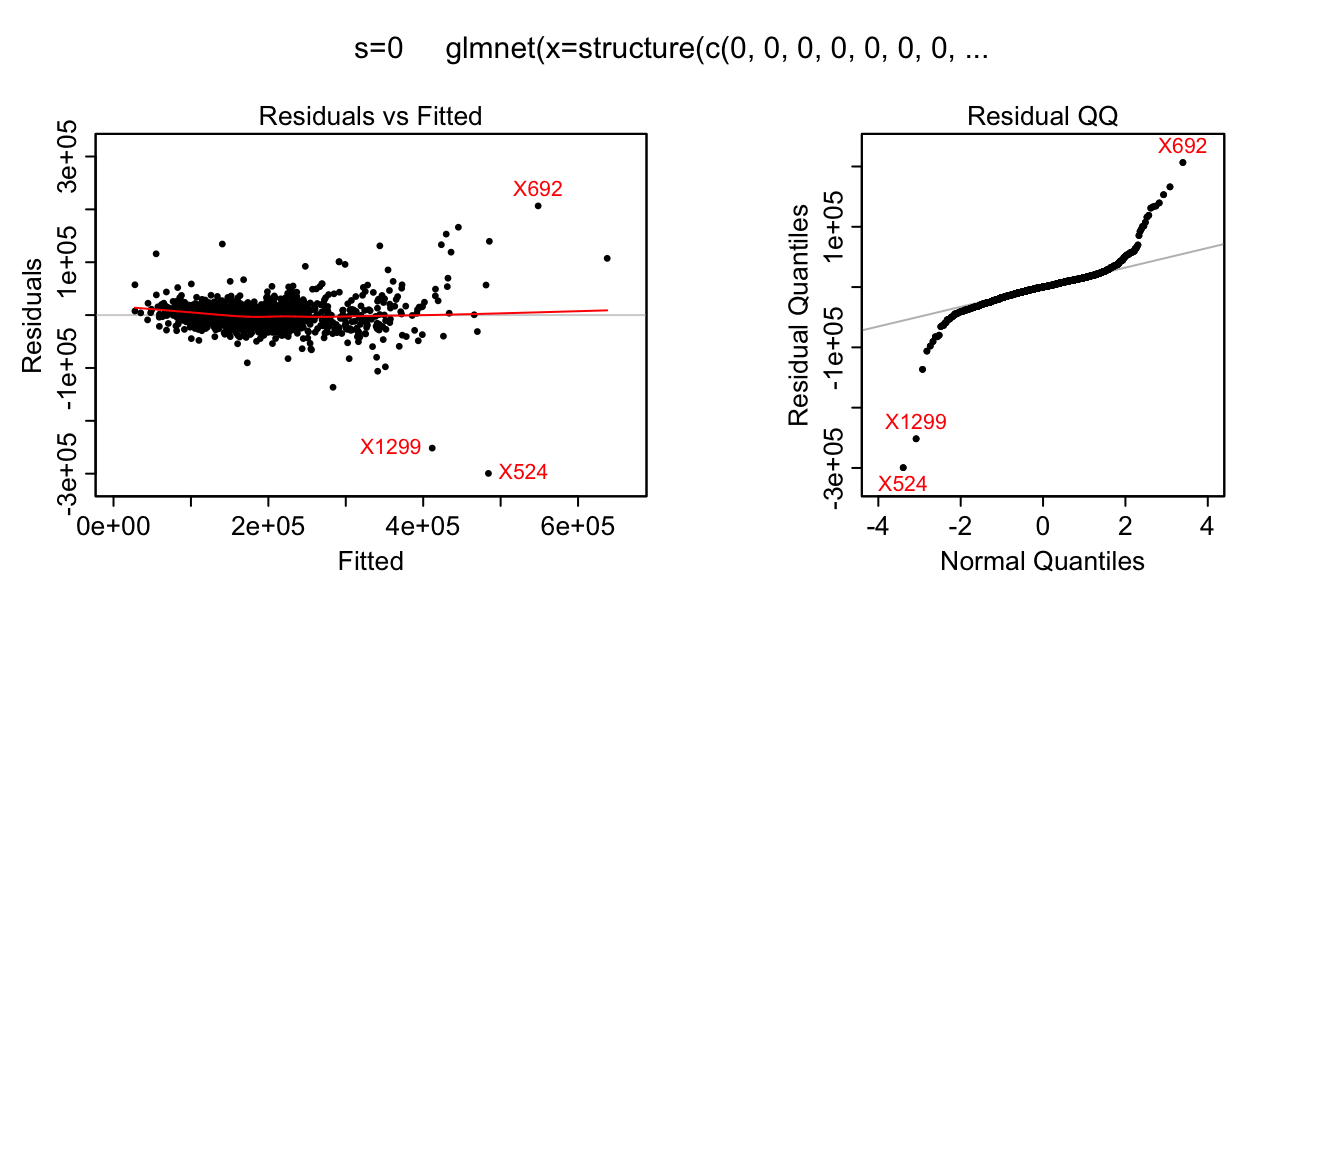 s=0 glmnet(x=structure(c(0, 0, 0, 0, 0, 0, 0, ...
Residuals vs Fitted
Residuals
3e+05
1e+05
-1e+05
-3e+05
X692
X1299
X524
0e+00 2e+05 4e+05 6e+05
Fitted
Residual QQ
Residual Quantiles
1e+05
-1e+05
-3e+05
X692
X1299
X524
-4 -2 0 2 4
Normal Quantiles